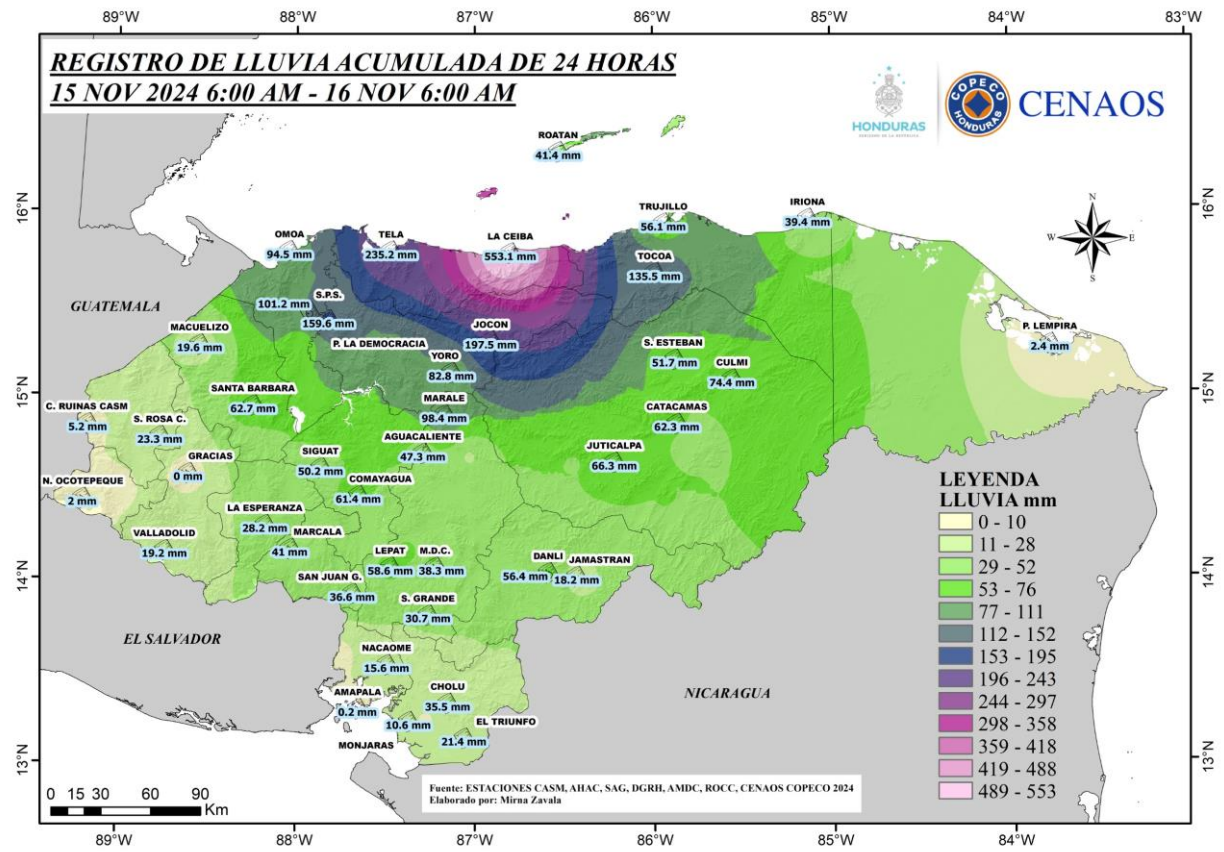 89°W 88°W 87°W 86°W 85°W 84°W 83°W
REGISTRO DE LLUVIA ACUMULADA DE 24 HORAS
15 NOV 2024 6:00 AM - 16 NOV 6:00 AM
HONDURAS
COPECO
HONDURAS
CENAOS
ROATAN
41.4 mm
N
W E
S
16°N
16°N
TRUJILLO
56.1 mm
IRIONA
39.4 mm
OMOA
94.5 mm
TELA
235.2 mm
LA CEIBA
553.1 mm
TOCOA
135.5 mm
GUATEMALA
101.2 mm
S.P.S.
159.6 mm
P. LA DEMOCRACIA
JOCON
197.5 mm
MACUELIZO
19.6 mm
YORO
82.8 mm
S. ESTEBAN
51.7 mm
CULMI
74.4 mm
P. LEMPIRA
2.4 mm
15°N
15°N
SANTA BARBARA
62.7 mm
MARALE
98.4 mm
CATACAMAS
62.3 mm
C. RUINAS CASM
5.2 mm
S. ROSA C.
23.3 mm
AGUACALIENTE
47.3 mm
JUTICALPA
66.3 mm
GRACIAS
0 mm
SIGUAT
50.2 mm
COMAYAGUA
61.4 mm
N. OCOTEPEQUE
2 mm
LA ESPERANZA
28.2 mm
MARCALA
41 mm
VALLADOLID
19.2 mm
LEPAT
58.6 mm
M.D.C.
38.3 mm
DANLI
56.4 mm
JAMASTRAN
18.2 mm
14°N
14°N
SAN JUAN G.
36.6 mm
S. GRANDE
30.7 mm
EL SALVADOR
NACAOME
15.6 mm
NICARAGUA
AMAPALA
0.2 mm
CHOLU
35.5 mm
10.6 mm
MONJARAS
EL TRIUNFO
21.4 mm
13°N
13°N
LEYENDA
LLUVIA mm
0 - 10
11 - 28
29 - 52
53 - 76
77 - 111
112 - 152
153 - 195
196 - 243
244 - 297
298 - 358
359 - 418
419 - 488
489 - 553
0 15 30 60 90
Km
Fuente: ESTACIONES CASM, AHAC, SAG, DGRH, AMDC, ROCC, CENAOS COPECO 2024
Elaborado por: Mirna Zavala
89°W 88°W 87°W 86°W 85°W 84°W